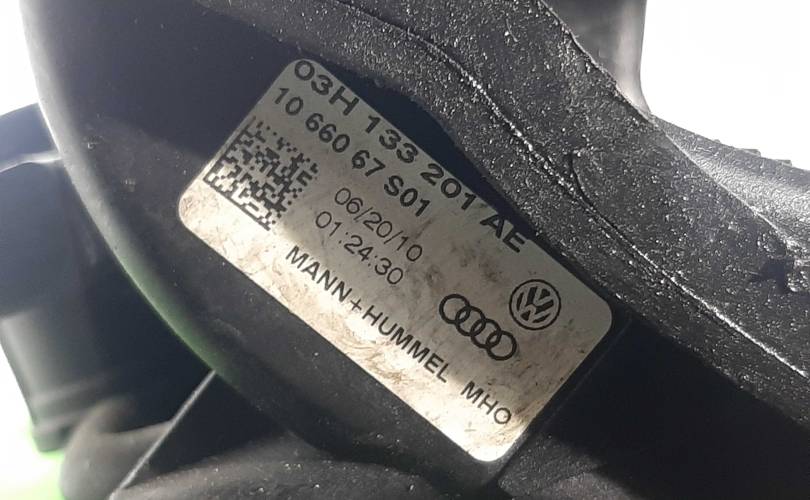 03H 133 201 AE
10 660 67 S01
06/20/10
01:24:30
MANN+HUMMEL MHO